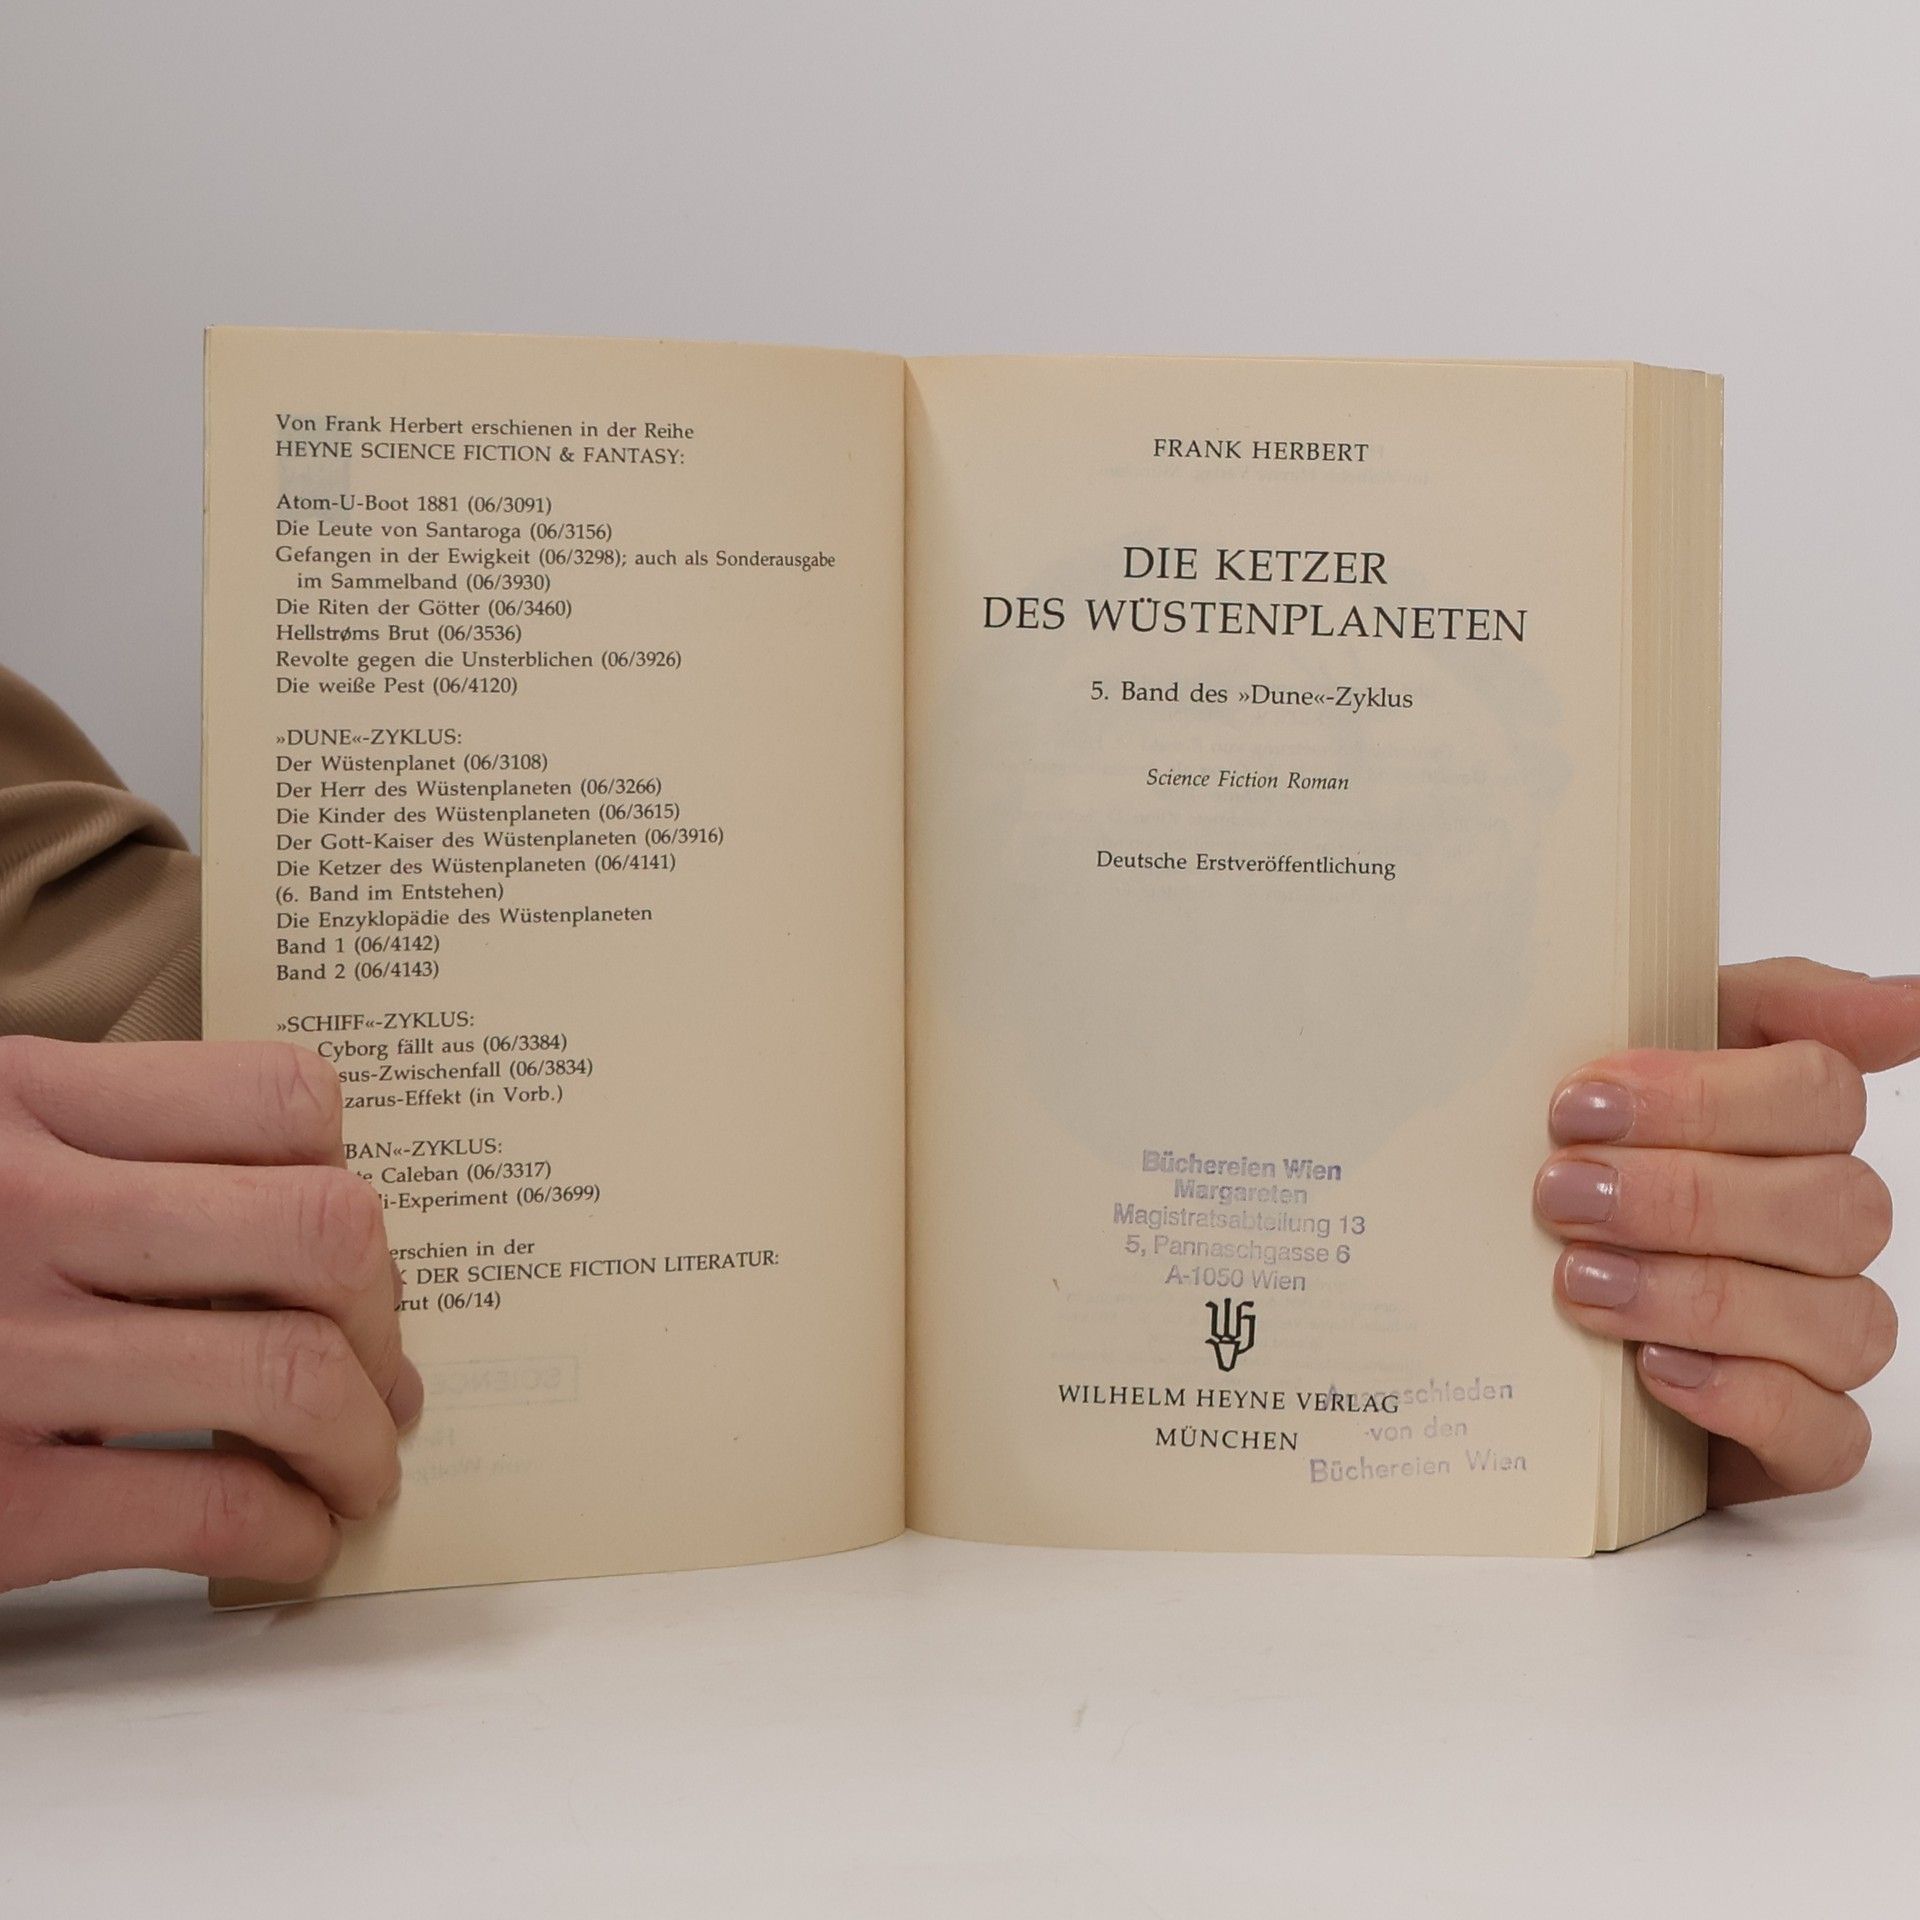 Von Frank Herbert erschienen in der Reihe
HEYNE SCIENCE FICTION & FANTASY:
Atom-U-Boot 1881 (06/3091)
Die Leute von Santaroga (06/3156)
Gefangen in der Ewigkeit (06/3298); auch als Sonderausgabe
im Sammelband (06/3930)
Die Riten der Götter (06/3460)
Hellstrøms Brut (06/3536)
Revolte gegen die Unsterblichen (06/3926)
Die weiße Pest (06/4120)
»DUNE«-ZYKLUS:
Der Wüstenplanet (06/3108)
Der Herr des Wüstenplaneten (06/3266)
Die Kinder des Wüstenplaneten (06/3615)
Der Gott-Kaiser des Wüstenplaneten (06/3916)
Die Ketzer des Wüstenplaneten (06/4141)
(6. Band im Entstehen)
Die Enzyklopädie des Wüstenplaneten
Band 1 (06/4142)
Band 2 (06/4143)
»SCHIFF«-ZYKLUS:
Cyborg fällt aus (06/3384)
sus-Zwischenfall (06/3834)
zarus-Effekt (in Vorb.)
BAN«-ZYKLUS:
te Caleban (06/3317)
i-Experiment (06/3699)
erschien in der
K DER SCIENCE FICTION LITERATUR:
rut (06/14)
FRANK HERBERT
DIE KETZER
DES WÜSTENPLANETEN
5. Band des »Dune«-Zyklus
Science Fiction Roman
Deutsche Erstveröffentlichung
Büchereien Wien
Margareten
Magistratsabteilung 13
5, Pannaschgasse 6
A-1050 Wien
WILHELM HEYNE VERLAG
MÜNCHEN
Ausgeschieden
von den
Büchereien Wien